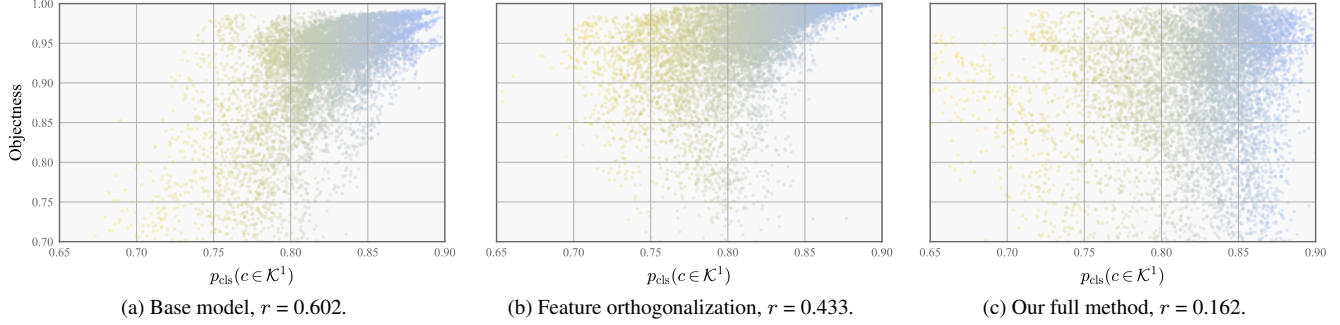 Objectness
1.00
0.95
0.90
0.85
0.80
0.75
0.70
0.65 0.70 0.75 0.80 0.85 0.90
0.65 0.70 0.75 0.80 0.85 0.90
0.65 0.70 0.75 0.80 0.85 0.90
p_cls(c ∈ 𝒦¹)
p_cls(c ∈ 𝒦¹)
p_cls(c ∈ 𝒦¹)
(a) Base model, r = 0.602.
(b) Feature orthogonalization, r = 0.433.
(c) Our full method, r = 0.162.